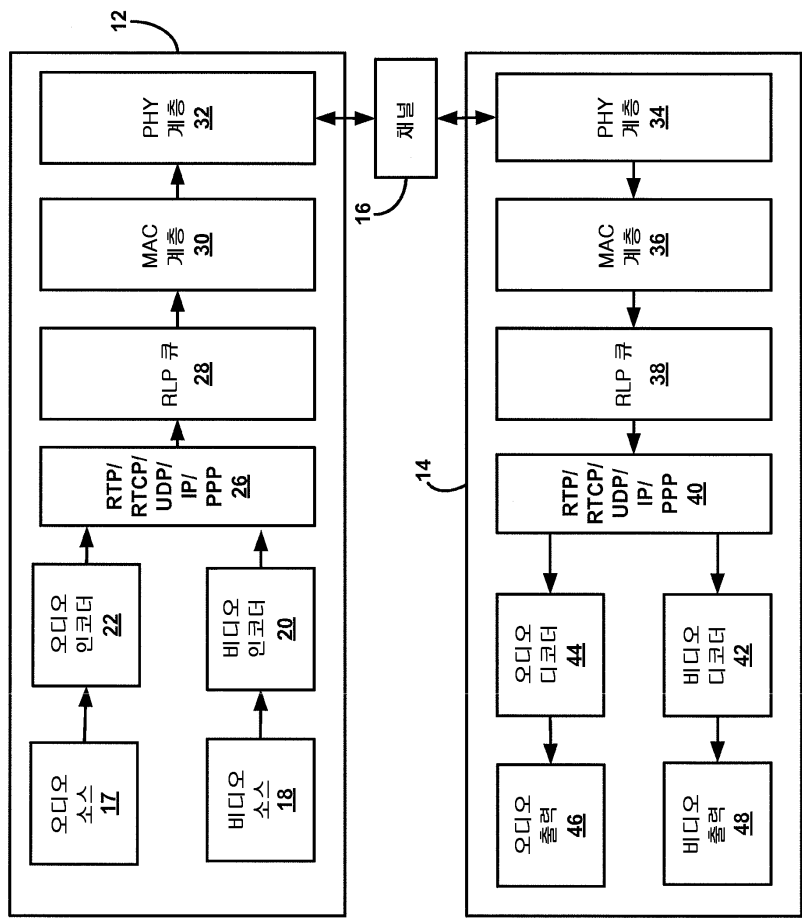 12
오디오
소스
17
오디오
인코더
22
비디오
소스
18
비디오
인코더
20
RTP/
RTCP/
UDP/
IP/
PPP
26
RLP 큐
28
MAC
계층
30
PHY
계층
32
채널
16
14
PHY
계층
34
MAC
계층
36
RLP 큐
38
RTP/
RTCP/
UDP/
IP/
PPP
40
오디오
디코더
44
비디오
디코더
42
오디오
출력
46
비디오
출력
48